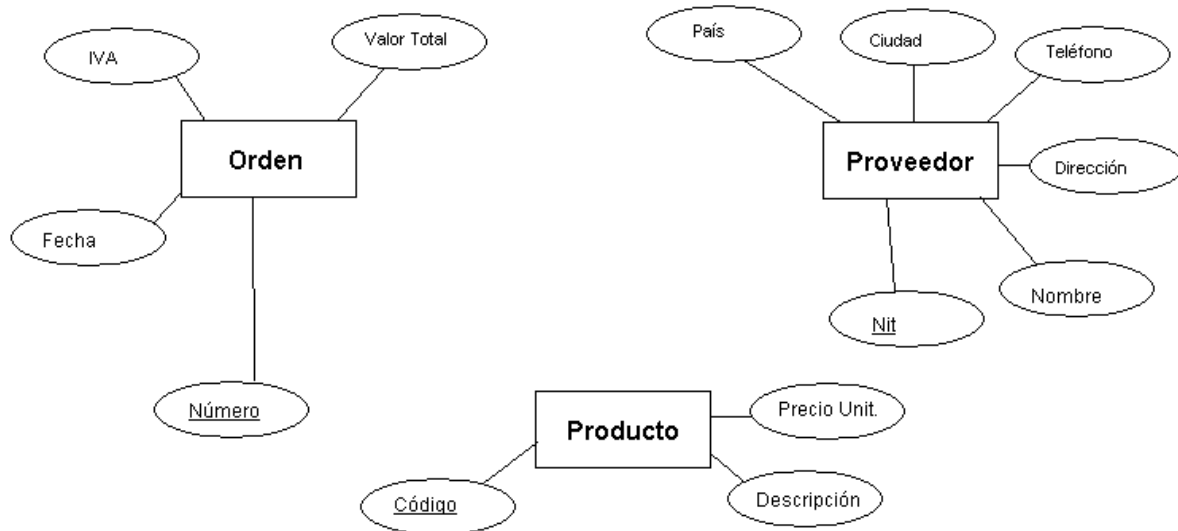 IVA
Valor Total
País
Ciudad
Teléfono
Orden
Proveedor
Dirección
Fecha
Nombre
Nit
Número
Producto
Precio Unit.
Código
Descripción